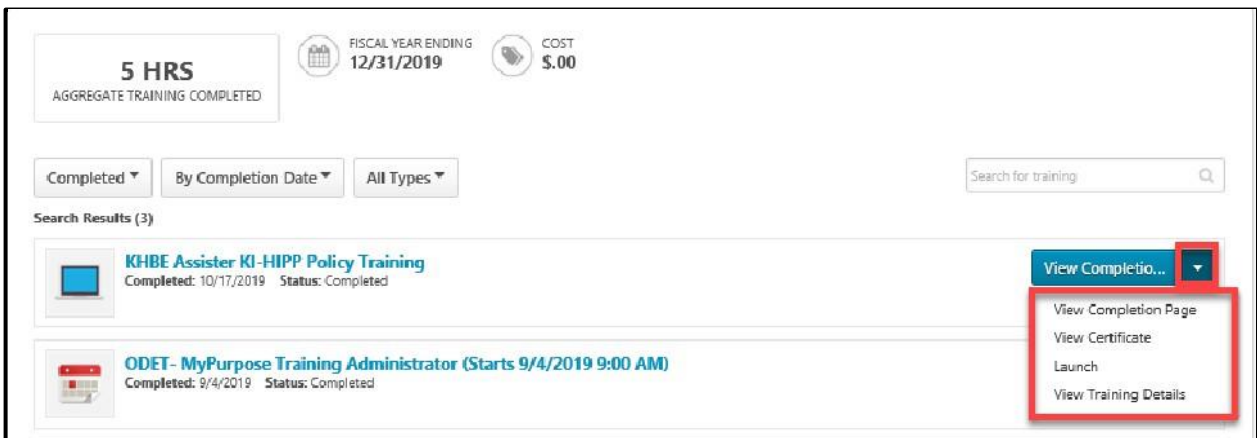 5 HRS
AGGREGATE TRAINING COMPLETED
FISCAL YEAR ENDING
12/31/2019
COST
$.00
Completed
By Completion Date
All Types
Search for training
Search Results (3)
KHBE Assister KI-HIPP Policy Training
Completed: 10/17/2019 Status: Completed
View Completio...
View Completion Page
View Certificate
Launch
View Training Details
ODET- MyPurpose Training Administrator (Starts 9/4/2019 9:00 AM)
Completed: 9/4/2019 Status: Completed